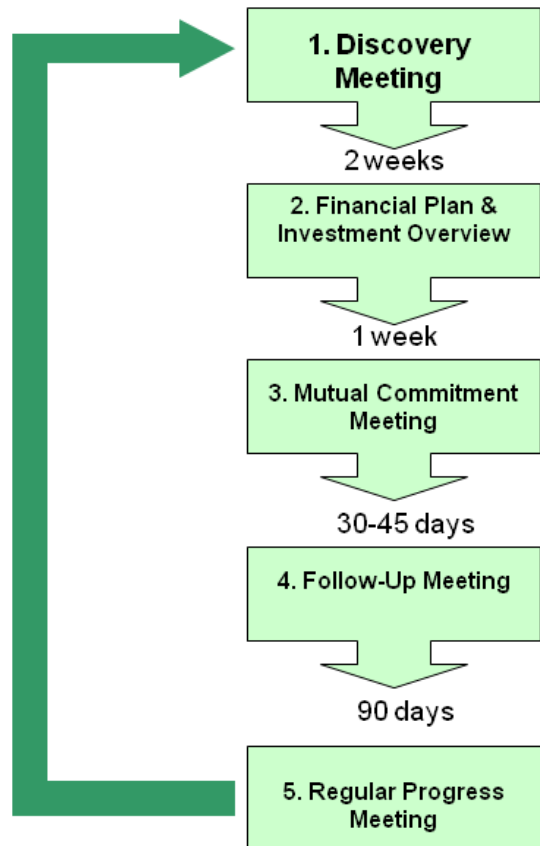 1. Discovery
Meeting
2 weeks
2. Financial Plan &
Investment Overview
1 week
3. Mutual Commitment
Meeting
30-45 days
4. Follow-Up Meeting
90 days
5. Regular Progress
Meeting